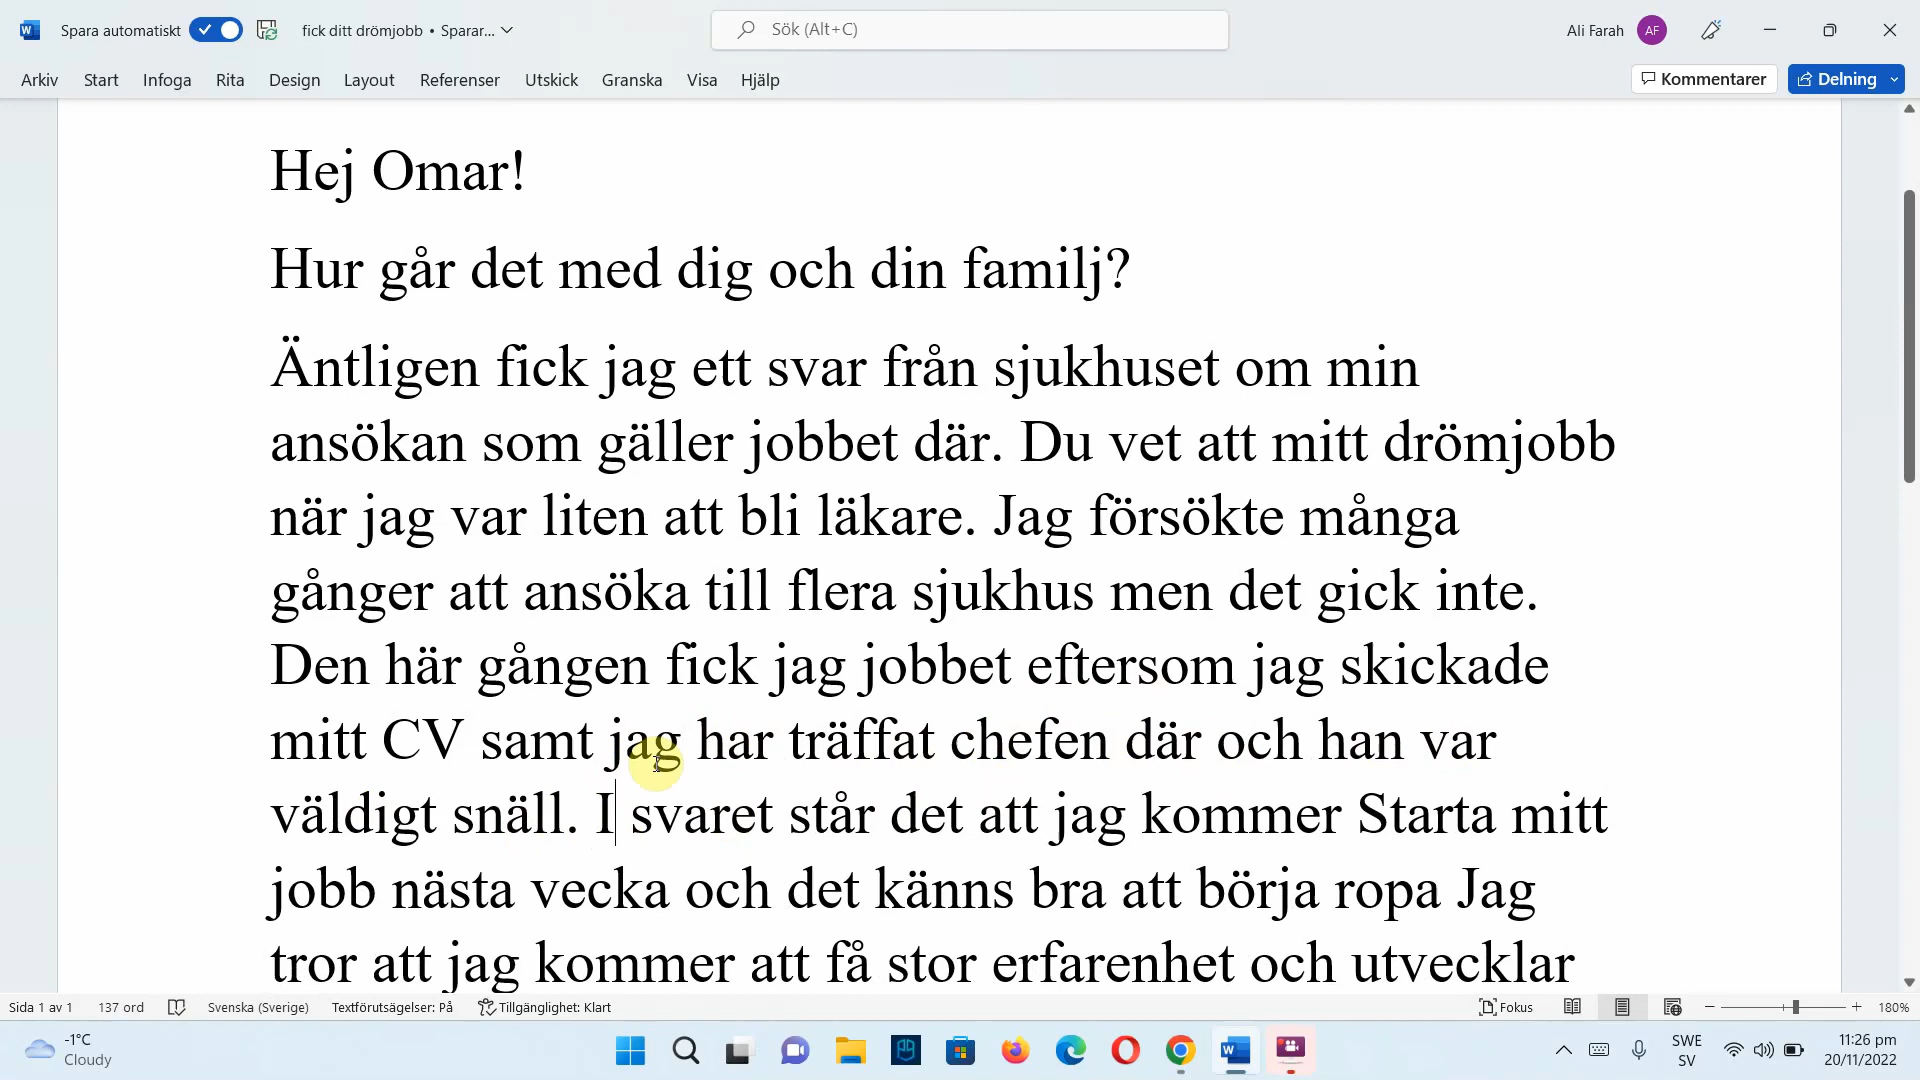 Spara automatiskt
fick ditt drömjobb • Sparar...
Sök (Alt+C)
Ali Farah
AF
Arkiv Start Infoga Rita Design Layout Referenser Utskick Granska Visa Hjälp
Kommentarer
Delning
Hej Omar!
Hur går det med dig och din familj?
Äntligen fick jag ett svar från sjukhuset om min
ansökan som gäller jobbet där. Du vet att mitt drömjobb
när jag var liten att bli läkare. Jag försökte många
gånger att ansöka till flera sjukhus men det gick inte.
Den här gången fick jag jobbet eftersom jag skickade
mitt CV samt jag har träffat chefen där och han var
väldigt snäll. I svaret står det att jag kommer Starta mitt
jobb nästa vecka och det känns bra att börja ropa Jag
tror att jag kommer att få stor erfarenhet och utvecklar
Sida 1 av 1 137 ord Svenska (Sverige) Textförutsägelser: På Tillgänglighet: Klart
Fokus
180%
-1°C
Cloudy
SWE
SV
11:26 pm
20/11/2022